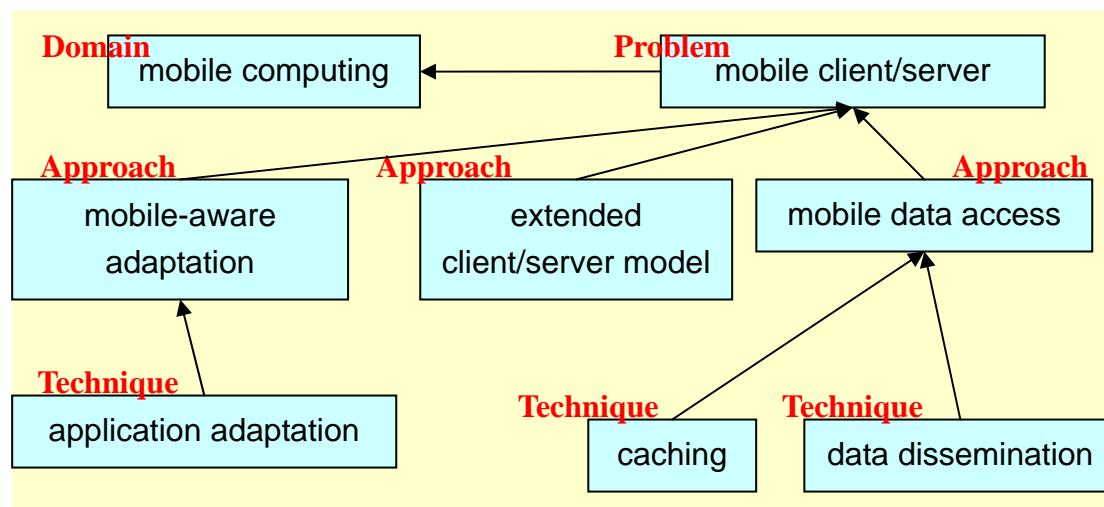 Domain
mobile computing
Problem
mobile client/server
Approach
mobile-aware
adaptation
Approach
extended
client/server model
Approach
mobile data access
Technique
application adaptation
Technique
caching
Technique
data dissemination